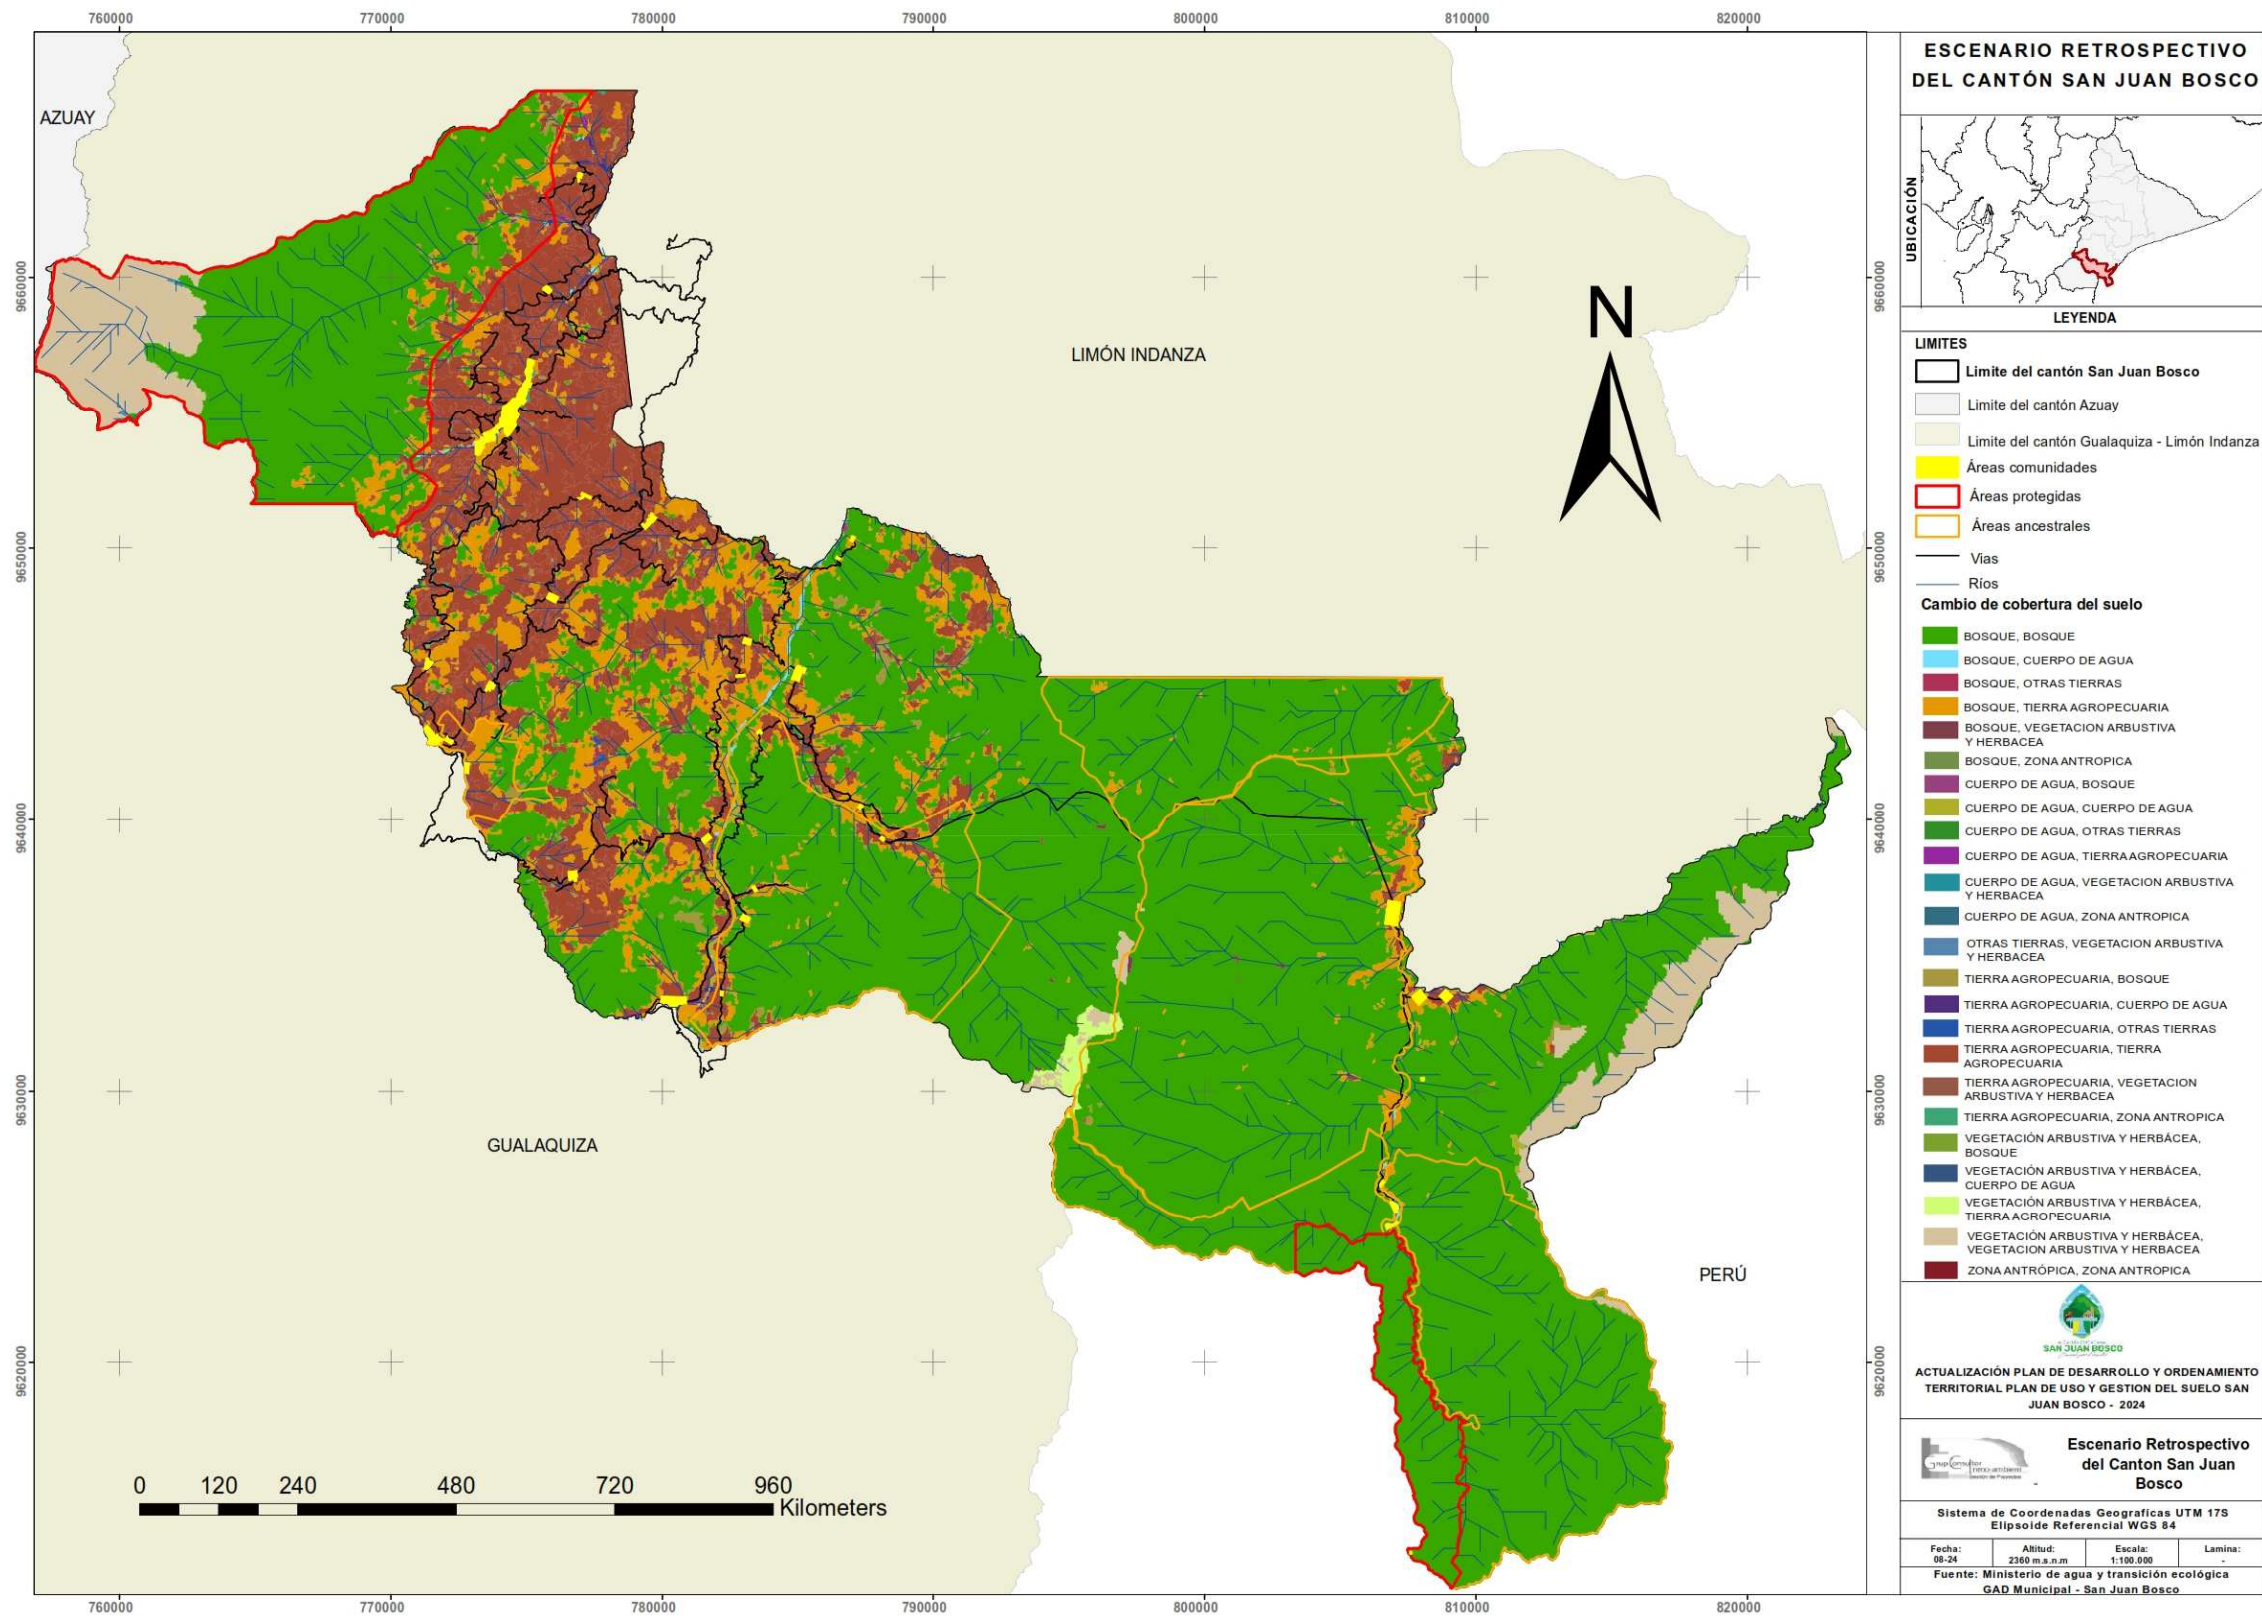 760000
770000
780000
790000
800000
810000
820000
AZUAY
LIMÓN INDANZA
GUALAQUIZA
PERÚ
N
9660000
9650000
9640000
9630000
9620000
9660000
9650000
9640000
9630000
9620000
0 120 240 480 720 960
Kilometers
760000
770000
780000
790000
800000
810000
820000
ESCENARIO RETROSPECTIVO
DEL CANTÓN SAN JUAN BOSCO
UBICACIÓN
LEYENDA
LIMITES
Limite del cantón San Juan Bosco
Limite del cantón Azuay
Limite del cantón Gualaquiza - Limón Indanza
Áreas comunidades
Áreas protegidas
Áreas ancestrales
Vias
Ríos
Cambio de cobertura del suelo
BOSQUE, BOSQUE
BOSQUE, CUERPO DE AGUA
BOSQUE, OTRAS TIERRAS
BOSQUE, TIERRA AGROPECUARIA
BOSQUE, VEGETACION ARBUSTIVA
Y HERBACEA
BOSQUE, ZONA ANTROPICA
CUERPO DE AGUA, BOSQUE
CUERPO DE AGUA, CUERPO DE AGUA
CUERPO DE AGUA, OTRAS TIERRAS
CUERPO DE AGUA, TIERRA AGROPECUARIA
CUERPO DE AGUA, VEGETACION ARBUSTIVA
Y HERBACEA
CUERPO DE AGUA, ZONA ANTROPICA
OTRAS TIERRAS, VEGETACION ARBUSTIVA
Y HERBACEA
TIERRA AGROPECUARIA, BOSQUE
TIERRA AGROPECUARIA, CUERPO DE AGUA
TIERRA AGROPECUARIA, OTRAS TIERRAS
TIERRA AGROPECUARIA, TIERRA
AGROPECUARIA
TIERRA AGROPECUARIA, VEGETACION
ARBUSTIVA Y HERBACEA
TIERRA AGROPECUARIA, ZONA ANTROPICA
VEGETACIÓN ARBUSTIVA Y HERBÁCEA,
BOSQUE
VEGETACIÓN ARBUSTIVA Y HERBÁCEA,
CUERPO DE AGUA
VEGETACIÓN ARBUSTIVA Y HERBÁCEA,
TIERRA AGROPECUARIA
VEGETACIÓN ARBUSTIVA Y HERBÁCEA,
VEGETACION ARBUSTIVA Y HERBACEA
ZONA ANTRÓPICA, ZONA ANTROPICA
SAN JUAN BOSCO
ACTUALIZACIÓN PLAN DE DESARROLLO Y ORDENAMIENTO
TERRITORIAL PLAN DE USO Y GESTION DEL SUELO SAN
JUAN BOSCO - 2024
Escenario Retrospectivo
del Canton San Juan
Bosco
-
Sistema de Coordenadas Geograficas UTM 17S
Elipsoide Referencial WGS 84
Fecha:
08-24
Altitud:
2360 m.s.n.m
Escala:
1:100.000
Lamina:
-
Fuente: Ministerio de agua y transición ecológica
GAD Municipal - San Juan Bosco